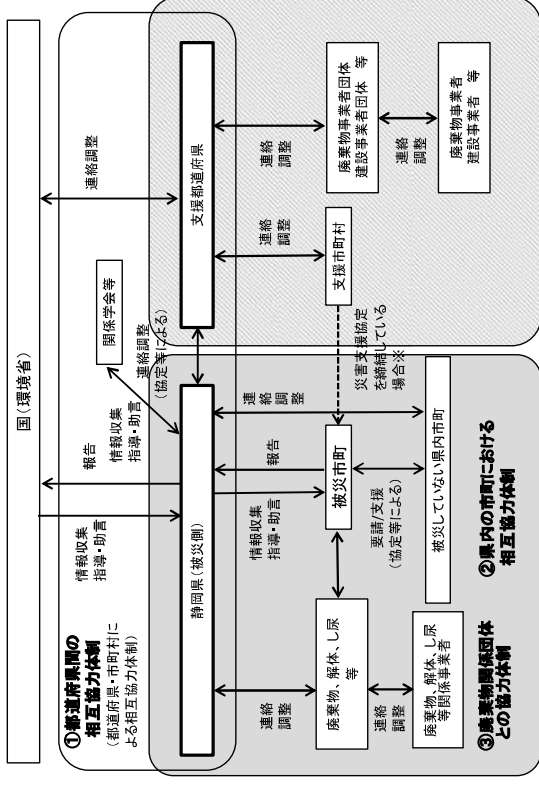 国(環境省)
情報収集
指導・助言
報告
情報収集
指導・助言
関係学会等
連絡調整
①都道府県間の
相互協力体制
(都道府県・市町村に
よる相互協力体制)
静岡県(被災側)
連絡調整
(協定等による)
支援都道府県
連絡
調整
情報収集
指導・助言
報告
連絡
調整
連絡
調整
連絡
調整
廃棄物、解体、し尿
等
被災市町
災害支援協定
を締結している
場合※
支援市町村
廃棄物事業者団体
建設事業者団体 等
連絡
調整
要請/支援
(協定等による)
連絡
調整
廃棄物、解体、し尿
等関係事業者
被災していない県内市町
廃棄物事業者
建設事業者 等
③廃棄物関係団体
との協力体制
②県内の市町における
相互協力体制